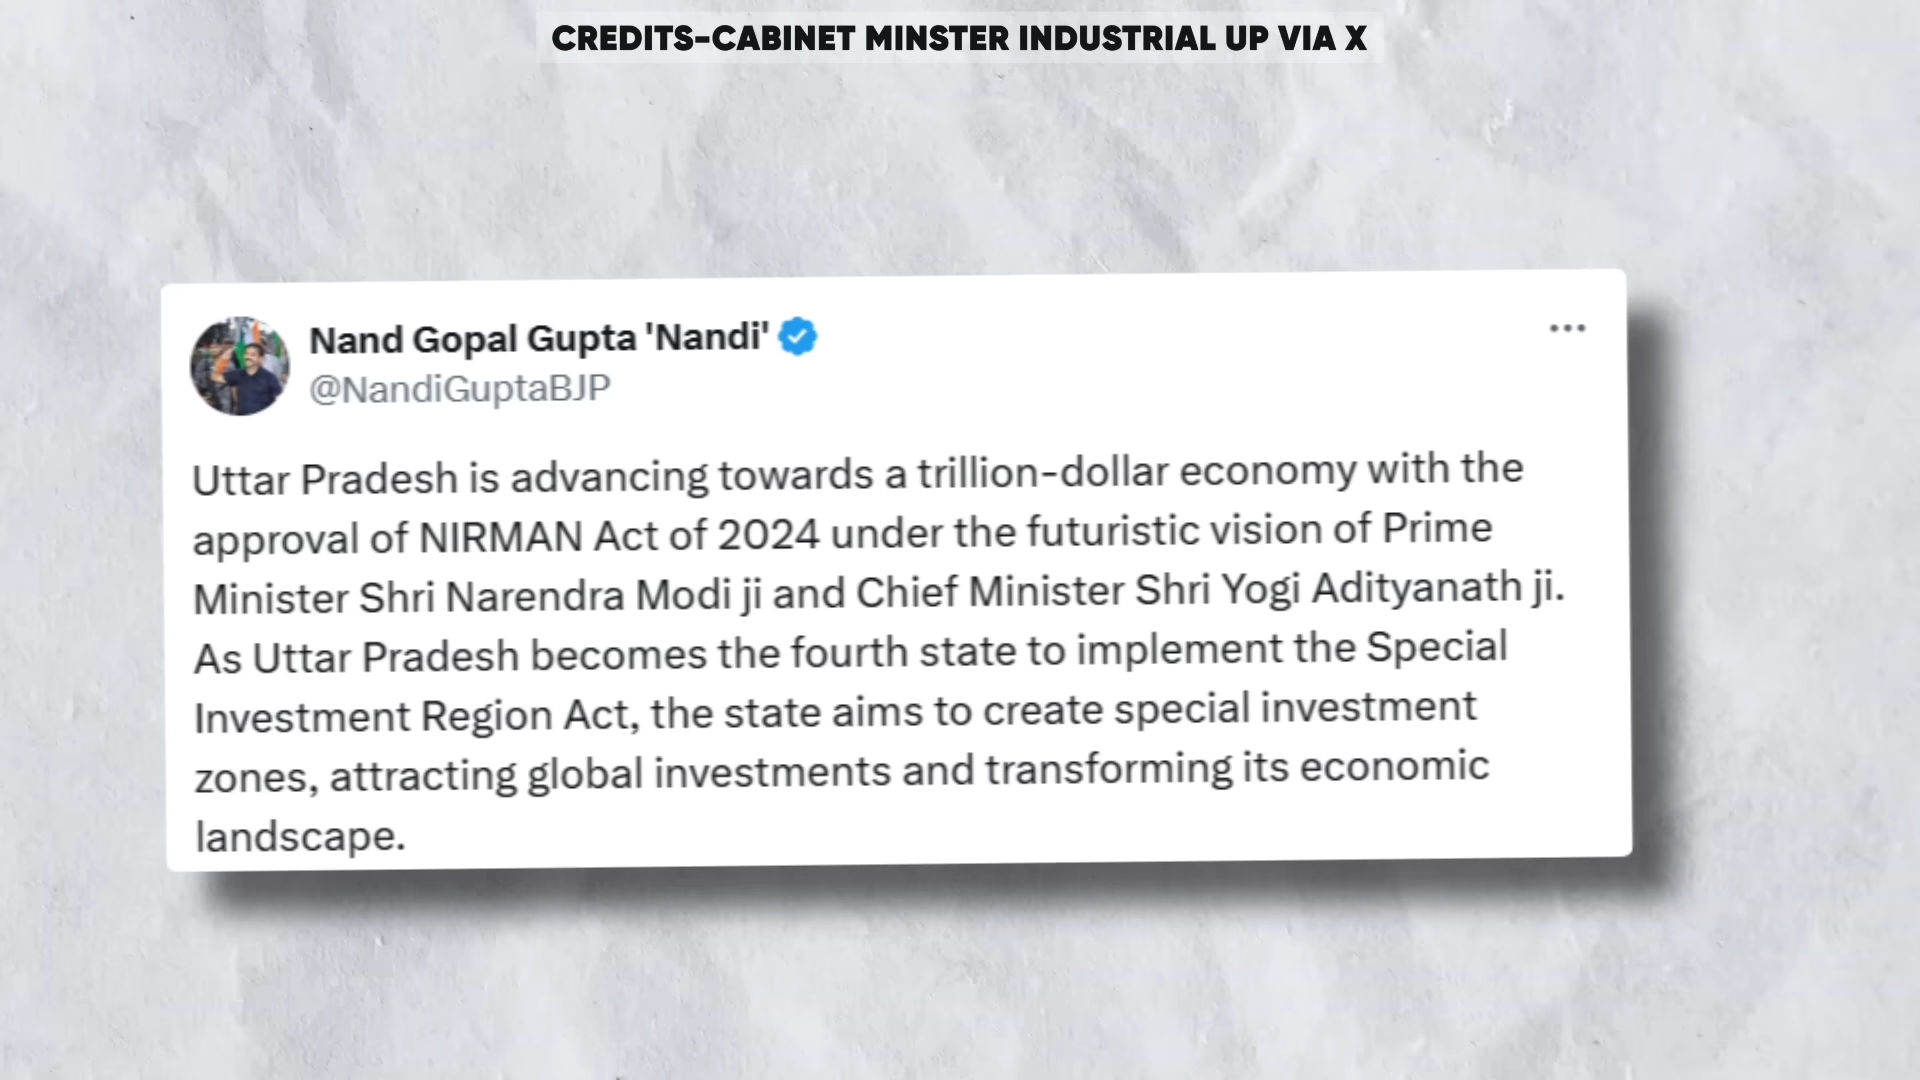 CREDITS-CABINET MINSTER INDUSTRIAL UP VIA X
Nand Gopal Gupta 'Nandi'
@NandiGuptaBJP
Uttar Pradesh is advancing towards a trillion-dollar economy with the
approval of NIRMAN Act of 2024 under the futuristic vision of Prime
Minister Shri Narendra Modi ji and Chief Minister Shri Yogi Adityanath ji.
As Uttar Pradesh becomes the fourth state to implement the Special
Investment Region Act, the state aims to create special investment
zones, attracting global investments and transforming its economic
landscape.